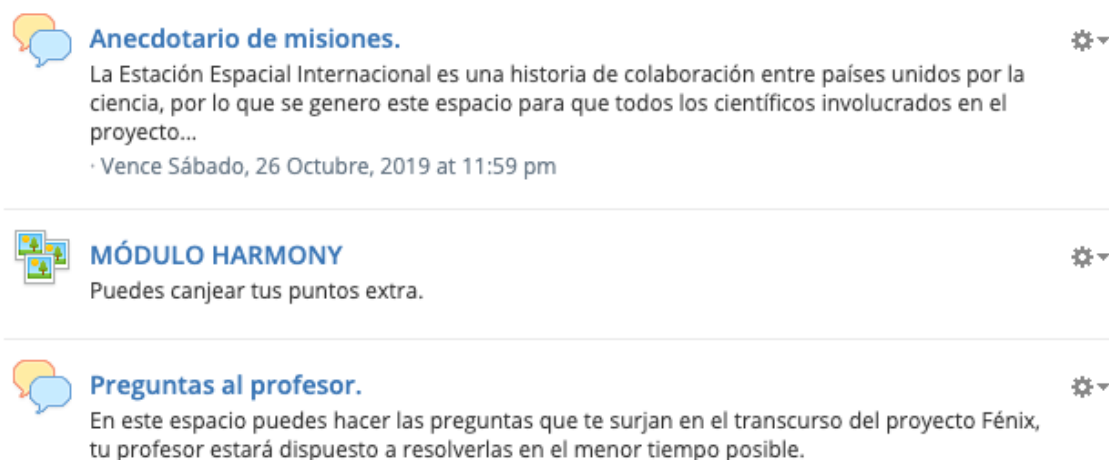 Anecdotario de misiones.
La Estación Espacial Internacional es una historia de colaboración entre países unidos por la
ciencia, por lo que se genero este espacio para que todos los científicos involucrados en el
proyecto...
· Vence Sábado, 26 Octubre, 2019 at 11:59 pm
MÓDULO HARMONY
Puedes canjear tus puntos extra.
Preguntas al profesor.
En este espacio puedes hacer las preguntas que te surjan en el transcurso del proyecto Fénix,
tu profesor estará dispuesto a resolverlas en el menor tiempo posible.